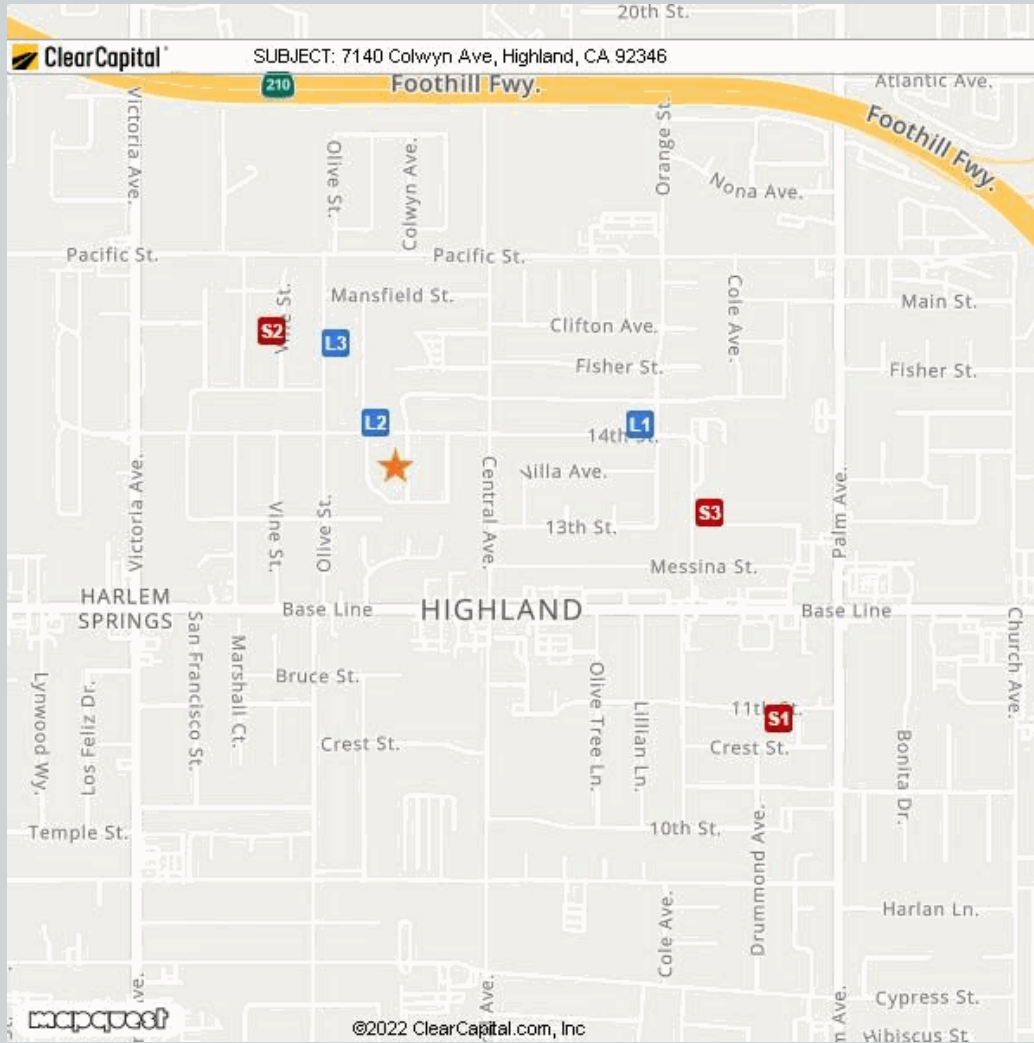 20th St.
ClearCapital
SUBJECT: 7140 Colwyn Ave, Highland, CA 92346
210
Foothill Fwy.
Atlantic Ave.
Foothill Fwy.
Victoria Ave.
Olive St.
Colwyn Ave.
Orange St.
Nona Ave.
Pacific St.
Pacific St.
Mansfield St.
Cole Ave.
Main St.
Vine St.
S2
L3
Clifton Ave.
Fisher St.
Fisher St.
L2
L1
14th St.
Villa Ave.
Central Ave.
Victoria Ave.
Palm Ave.
Vine St.
Olive St.
S3
13th St.
Messina St.
HARLEM
SPRINGS
Base Line
HIGHLAND
Base Line
San Francisco St.
Marshall Ct.
Church Ave.
Lynwood Wy.
Los Feliz Dr.
Bruce St.
Olive Tree Ln.
Lillian Ln.
11th St.
S1
Crest St.
Crest St.
Bonita Dr.
Temple St.
10th St.
Drummond Ave.
Cole Ave.
Harlan Ln.
Ave.
Cypress St.
Hibiscus St
mapquest
©2022 ClearCapital.com, Inc